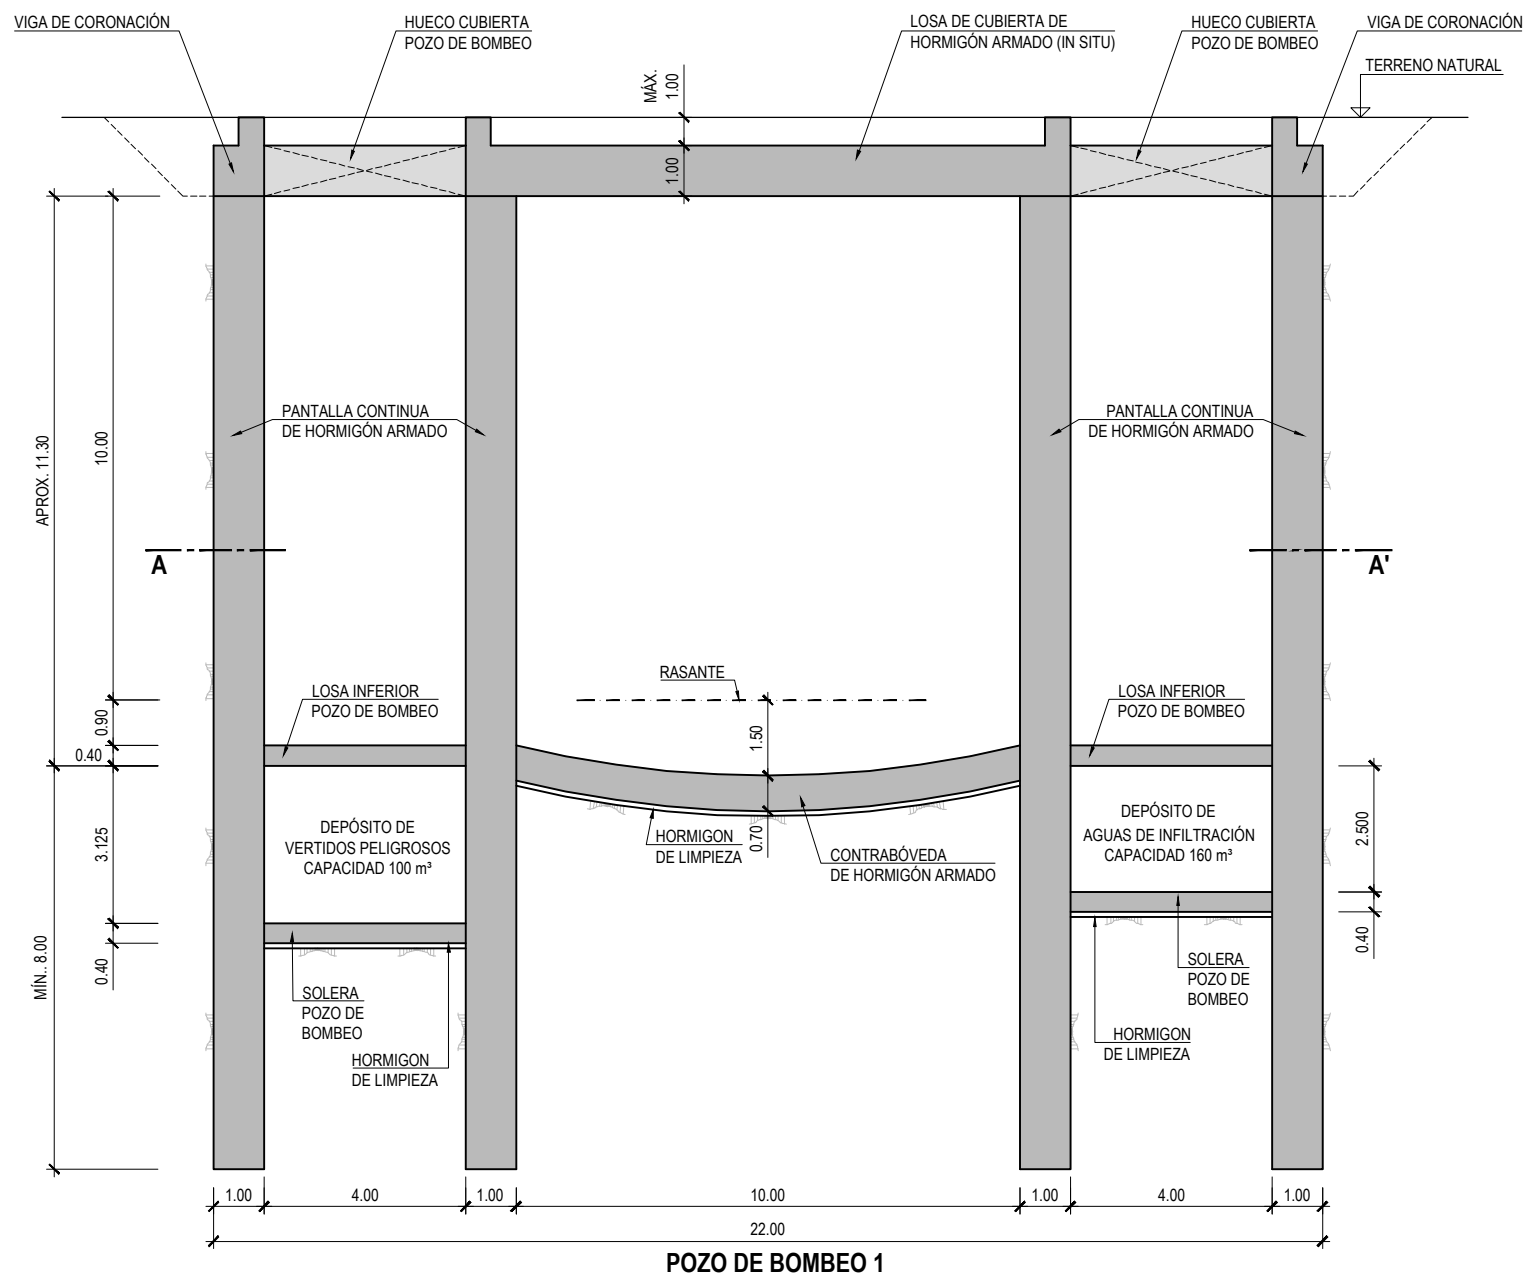 VIGA DE CORONACIÓN
HUECO CUBIERTA
POZO DE BOMBEO
LOSA DE CUBIERTA DE
HORMIGÓN ARMADO (IN SITU)
HUECO CUBIERTA
POZO DE BOMBEO
VIGA DE CORONACIÓN
TERRENO NATURAL
MÁX.
1.00
1.00
PANTALLA CONTINUA
DE HORMIGÓN ARMADO
PANTALLA CONTINUA
DE HORMIGÓN ARMADO
APROX. 11.30
10.00
A
A'
RASANTE
LOSA INFERIOR
POZO DE BOMBEO
LOSA INFERIOR
POZO DE BOMBEO
0.90
0.40
1.50
0.70
DEPÓSITO DE
VERTIDOS PELIGROSOS
CAPACIDAD 100 m³
HORMIGON
DE LIMPIEZA
CONTRABÓVEDA
DE HORMIGÓN ARMADO
DEPÓSITO DE
AGUAS DE INFILTRACIÓN
CAPACIDAD 160 m³
3.125
2.500
0.40
0.40
MÍN.. 8.00
SOLERA
POZO DE
BOMBEO
HORMIGON
DE LIMPIEZA
SOLERA
POZO DE
BOMBEO
HORMIGON
DE LIMPIEZA
1.00
4.00
1.00
10.00
1.00
4.00
1.00
22.00
POZO DE BOMBEO 1